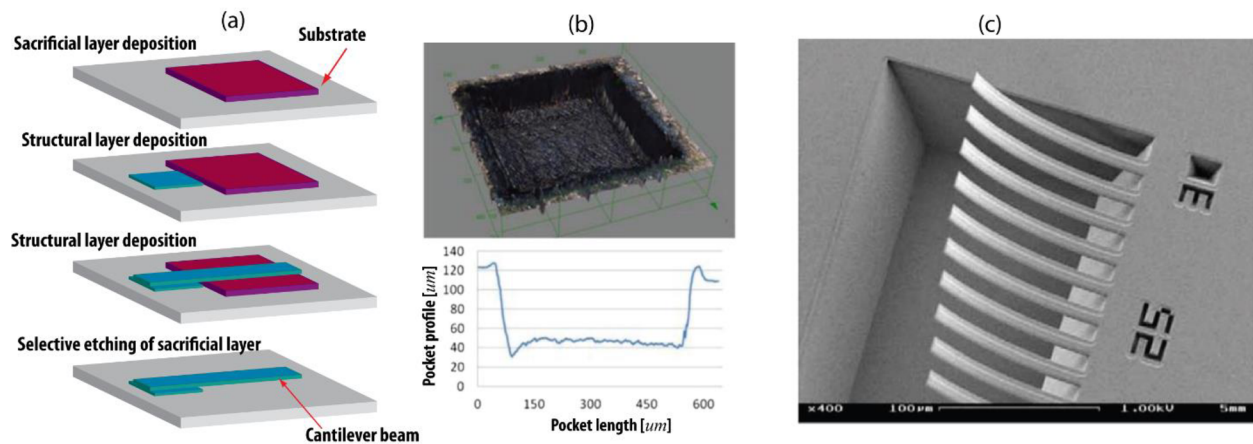 (a)
Sacrificial layer deposition
Substrate
Structural layer deposition
Structural layer deposition
Selective etching of sacrificial layer
Cantilever beam
(b)
Pocket profile [um]
140
120
100
80
60
40
20
0
0 150 300 450 600
Pocket length [um]
(c)
E
52
×400 100µm 1.00kV 5mm